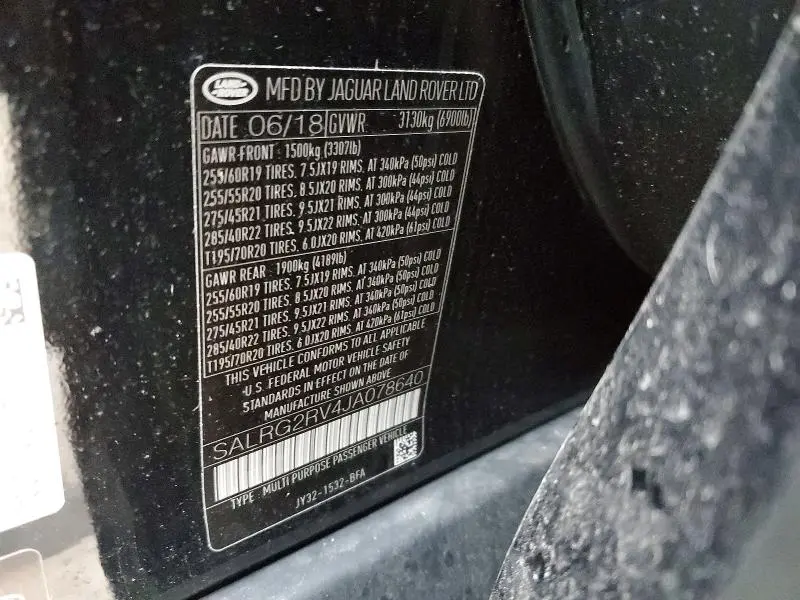 LAND ROVER MFD BY JAGUAR LAND ROVER LTD
DATE 06/18 GVWR 3130kg (6900lb)
GAWR-FRONT : 1500kg (3307lb)
255/60R19 TIRES, 7.5JX19 RIMS, AT 340kPa (50psi) COLD
255/55R20 TIRES, 8.5JX20 RIMS, AT 300kPa (44psi) COLD
275/45R21 TIRES, 9.5JX21 RIMS, AT 300kPa (44psi) COLD
285/40R22 TIRES, 9.5JX22 RIMS, AT 300kPa (44psi) COLD
T195/70R20 TIRES, 6.0JX20 RIMS, AT 420kPa (61psi) COLD
GAWR REAR : 1900kg (4189lb)
255/60R19 TIRES, 7.5JX19 RIMS, AT 340kPa (50psi) COLD
255/55R20 TIRES, 8.5JX20 RIMS, AT 340kPa (50psi) COLD
275/45R21 TIRES, 9.5JX21 RIMS, AT 340kPa (50psi) COLD
285/40R22 TIRES, 9.5JX22 RIMS, AT 340kPa (50psi) COLD
T195/70R20 TIRES, 6.0JX20 RIMS, AT 420kPa (61psi) COLD
THIS VEHICLE CONFORMS TO ALL APPLICABLE
U.S. FEDERAL MOTOR VEHICLE SAFETY
STANDARDS IN EFFECT ON THE DATE OF
MANUFACTURE SHOWN ABOVE
SALRG2RV4JA078640
TYPE : MULTI PURPOSE PASSENGER VEHICLE
JY32-1532-BFA